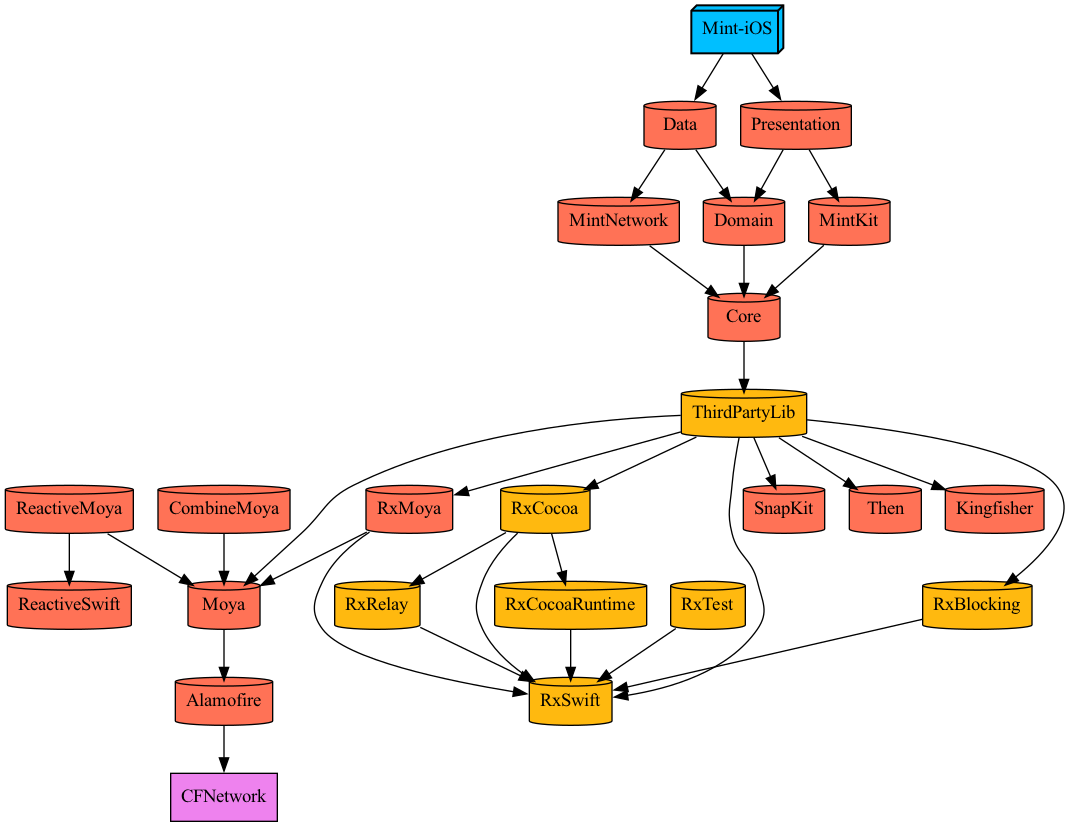 Mint-iOS
Data
Presentation
MintNetwork
Domain
MintKit
Core
ThirdPartyLib
ReactiveMoya
CombineMoya
RxMoya
RxCocoa
SnapKit
Then
Kingfisher
ReactiveSwift
Moya
RxRelay
RxCocoaRuntime
RxTest
RxBlocking
Alamofire
RxSwift
CFNetwork